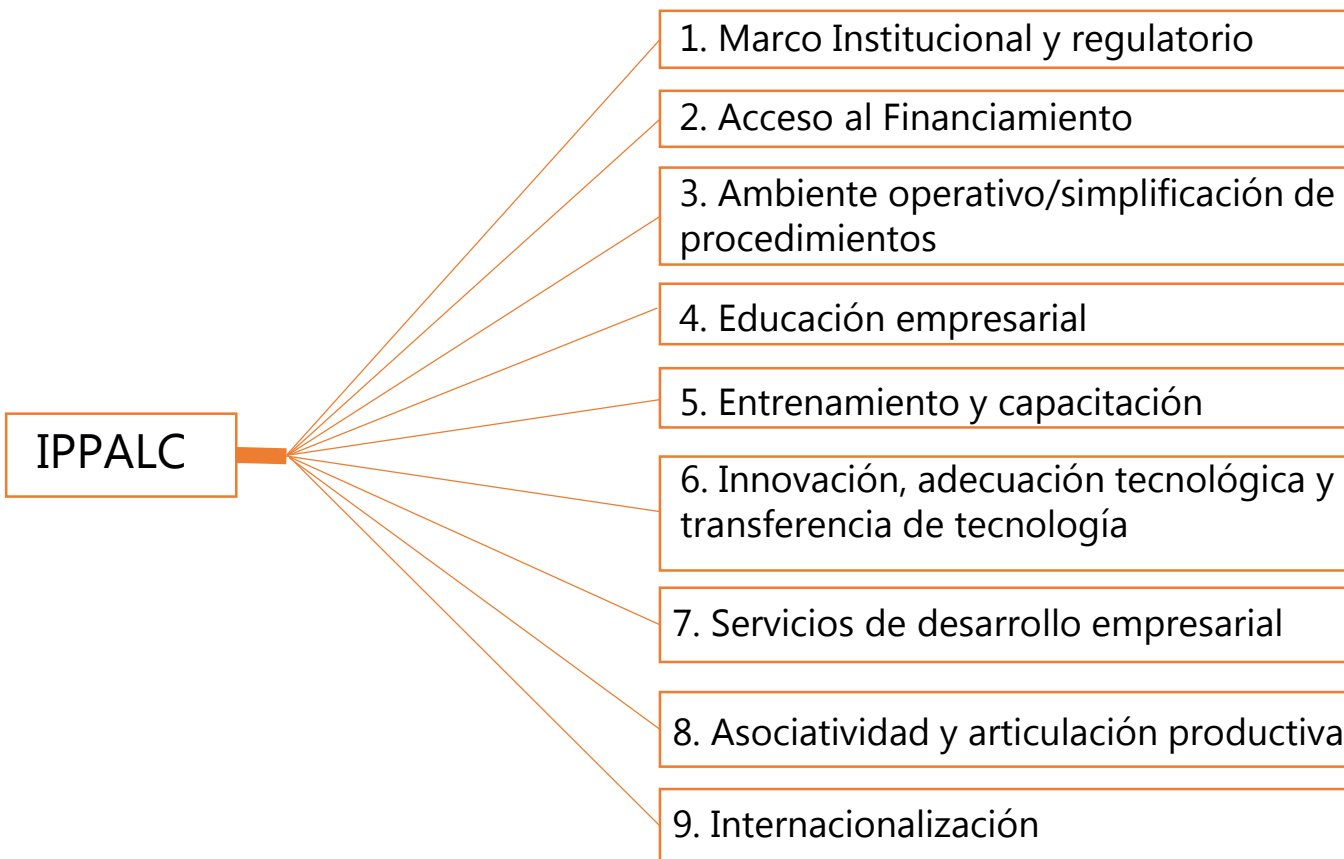 1. Marco Institucional y regulatorio
2. Acceso al Financiamiento
3. Ambiente operativo/simplificación de
procedimientos
4. Educación empresarial
5. Entrenamiento y capacitación
IPPALC
6. Innovación, adecuación tecnológica y
transferencia de tecnología
7. Servicios de desarrollo empresarial
8. Asociatividad y articulación productiva
9. Internacionalización